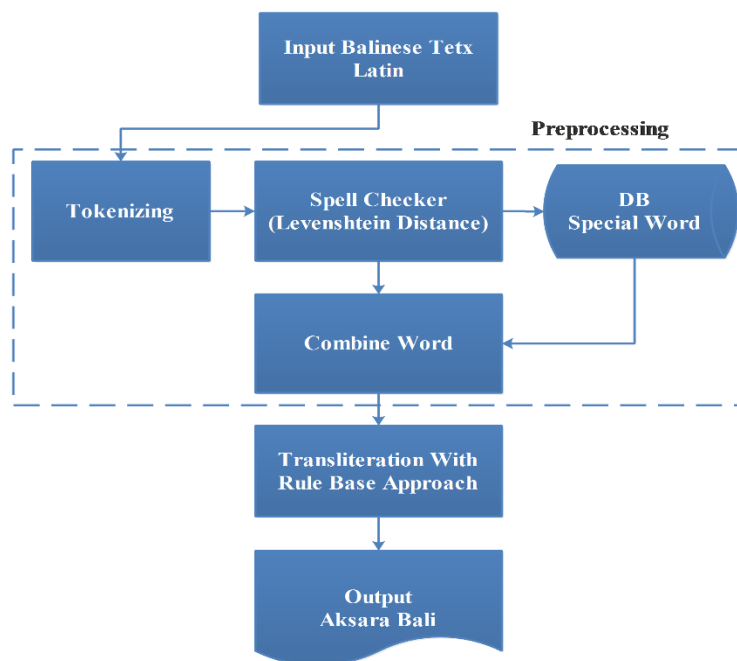 Input Balinese Tetx
Latin
Preprocessing
Tokenizing
Spell Checker
(Levenshtein Distance)
DB
Special Word
Combine Word
Transliteration With
Rule Base Approach
Output
Aksara Bali